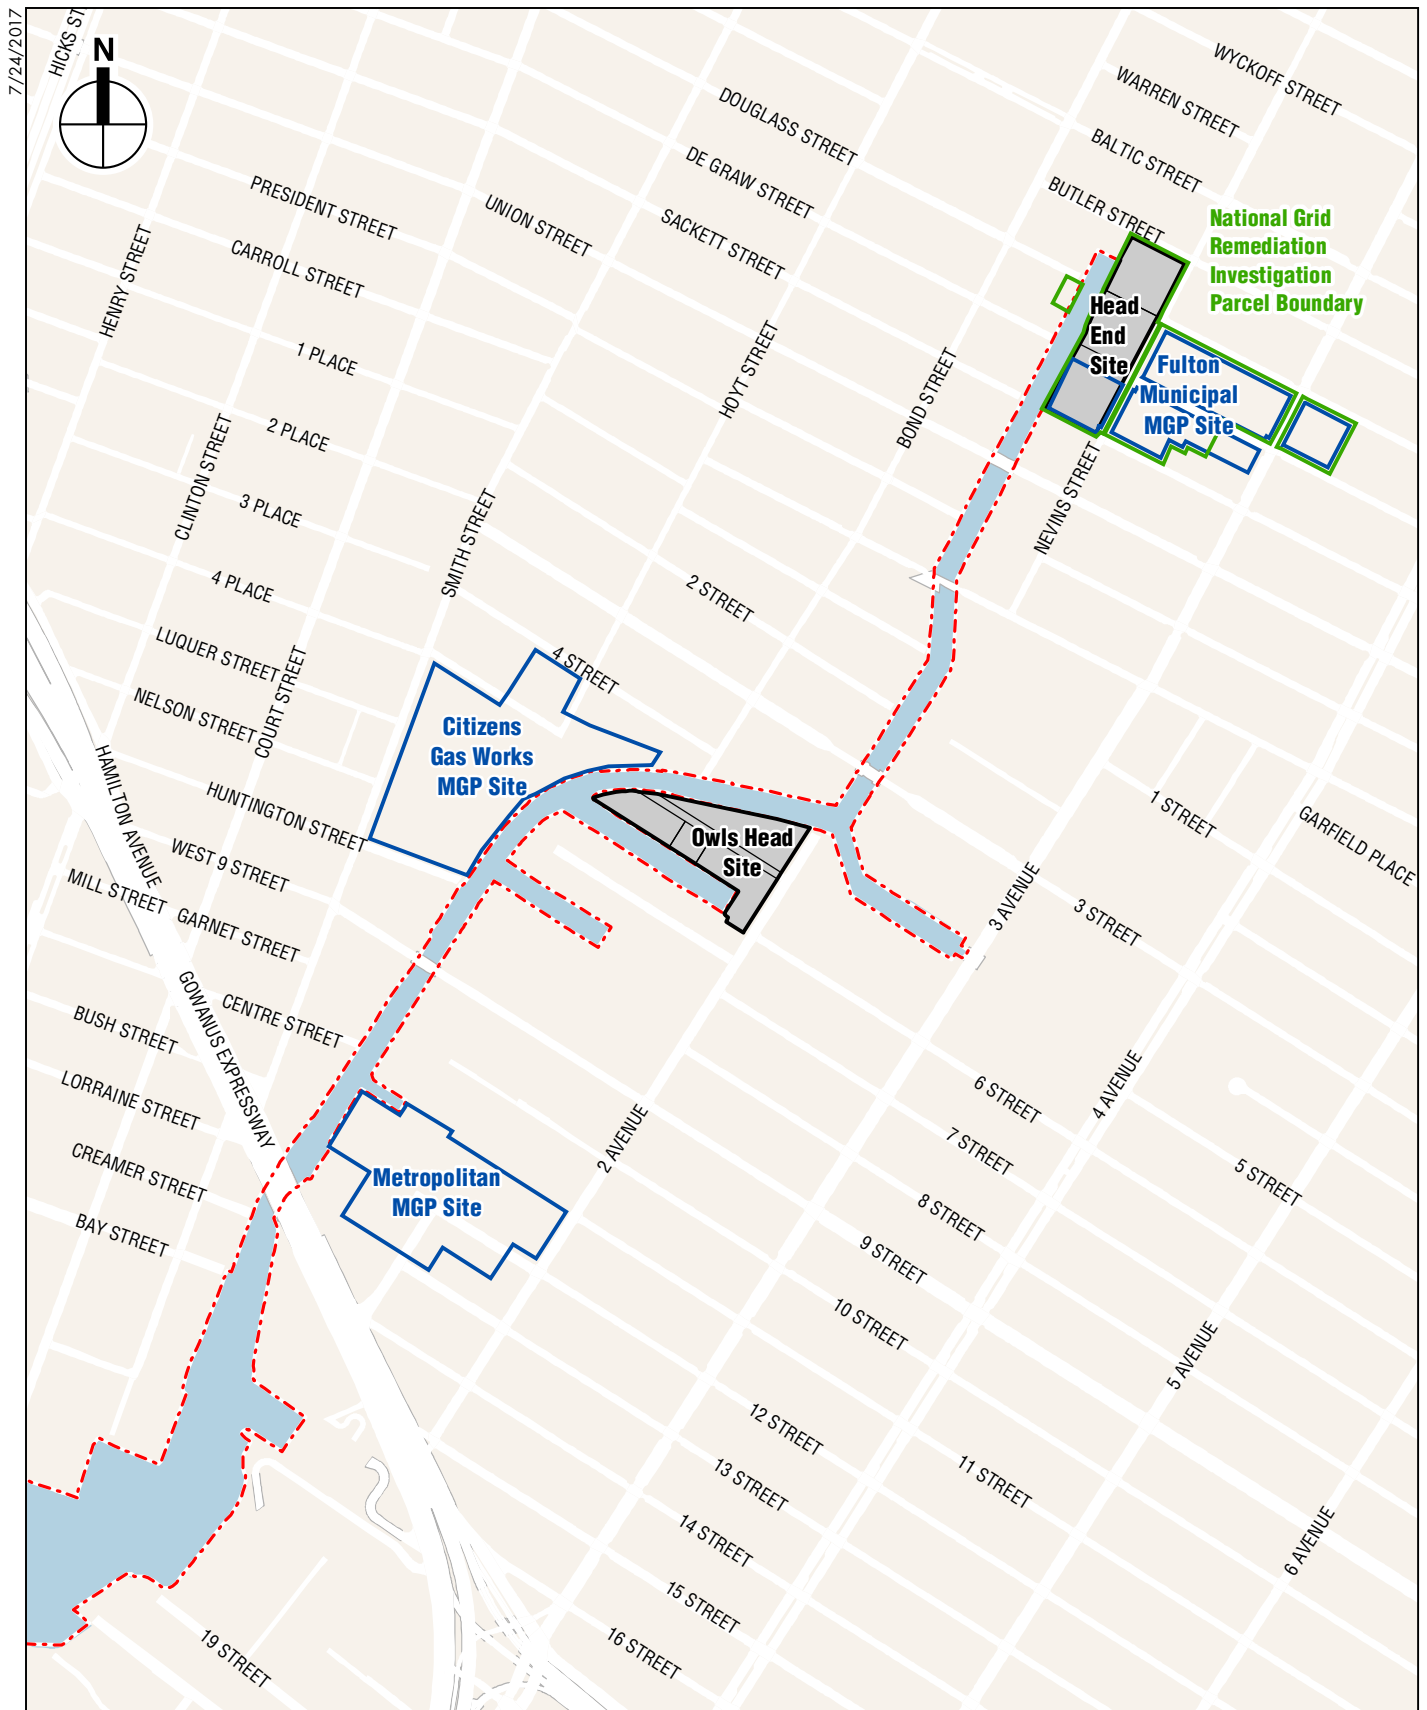 7/24/2017
HICKS ST
N
WYCKOFF STREET
WARREN STREET
DOUGLASS STREET
BALTIC STREET
DE GRAW STREET
BUTLER STREET
PRESIDENT STREET
UNION STREET
SACKETT STREET
National Grid
Remediation
Investigation
Parcel Boundary
CARROLL STREET
HENRY STREET
Head
End
Site
1 PLACE
HOYT STREET
BOND STREET
Fulton
Municipal
MGP Site
2 PLACE
CLINTON STREET
3 PLACE
SMITH STREET
NEVINS STREET
4 PLACE
2 STREET
LUQUER STREET
4 STREET
COURT STREET
NELSON STREET
Citizens
Gas Works
MGP Site
HAMILTON AVENUE
HUNTINGTON STREET
1 STREET
GARFIELD PLACE
Owls Head
Site
WEST 9 STREET
MILL STREET
GARNET STREET
3 AVENUE
3 STREET
GOWANUS EXPRESSWAY
CENTRE STREET
BUSH STREET
LORRAINE STREET
6 STREET
4 AVENUE
2 AVENUE
7 STREET
CREAMER STREET
5 STREET
Metropolitan
MGP Site
8 STREET
BAY STREET
9 STREET
10 STREET
5 AVENUE
12 STREET
13 STREET
11 STREET
14 STREET
6 AVENUE
15 STREET
16 STREET
19 STREET